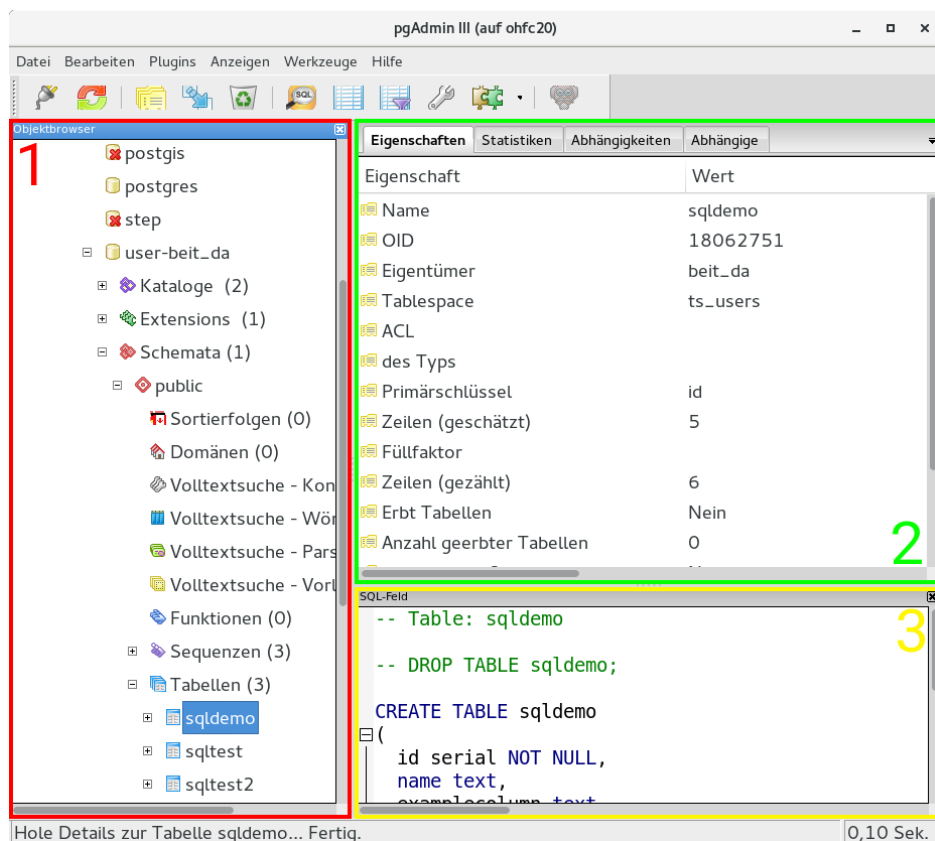 pgAdmin III (auf ohfc20)
Datei Bearbeiten Plugins Anzeigen Werkzeuge Hilfe
SQL
Objektbrowser
1
postgis
postgres
step
user-beit_da
Kataloge (2)
Extensions (1)
Schemata (1)
public
Sortierfolgen (0)
Domänen (0)
Volltextsuche - Kon
Volltextsuche - Wör
Volltextsuche - Pars
Volltextsuche - Vorl
Funktionen (0)
Sequenzen (3)
Tabellen (3)
sqldemo
sqltest
sqltest2
Eigenschaften Statistiken Abhängigkeiten Abhängige
Eigenschaft Wert
Name sqldemo
OID 18062751
Eigentümer beit_da
Tablespace ts_users
ACL
des Typs
Primärschlüssel id
Zeilen (geschätzt) 5
Füllfaktor
Zeilen (gezählt) 6
Erbt Tabellen Nein
Anzahl geerbter Tabellen 0
2
SQL-Feld
3
-- Table: sqldemo
-- DROP TABLE sqldemo;
CREATE TABLE sqldemo
(
id serial NOT NULL,
name text,
examplecolumn text
Hole Details zur Tabelle sqldemo... Fertig.
0,10 Sek.